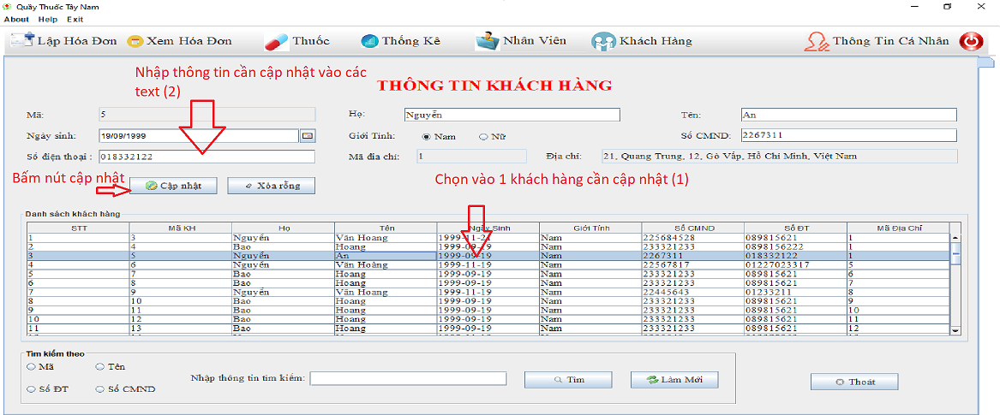 Quầy Thuốc Tây Nam
About Help Exit
Lập Hóa Đơn Xem Hóa Đơn Thuốc Thống Kê Nhân Viên Khách Hàng Thông Tin Cá Nhân
Nhập thông tin cần cập nhật vào các
text (2)
THÔNG TIN KHÁCH HÀNG
Mã: 5 Họ: Nguyễn Tên: An
Ngày sinh: 19/09/1999 Giới Tính: Nam Nữ Số CMND: 2267311
Số điện thoại : 018332122 Mã địa chỉ: 1 Địa chỉ: 21, Quang Trung, 12, Gò Vấp, Hồ Chí Minh, Việt Nam
Bấm nút cập nhật
Chọn vào 1 khách hàng cần cập nhật (1)
Cập nhật Xóa rỗng
Danh sách khách hàng
STT Mã KH Họ Tên Ngày Sinh Giới Tính Số CMND Số ĐT Mã Địa Chỉ
1 3 Nguyễn Văn Hoang 1999-11-21 Nam 225684528 089815621 1
2 4 Bao Hoang 1999-09-19 Nam 233321233 0898156222 1
3 5 Nguyễn An 1999-09-19 Nam 2267311 018332122 1
4 6 Nguyễn Văn Hoàng 1999-11-19 Nam 22567817 01227023317 5
5 7 Bao Hoang 1999-09-19 Nam 233321233 089815621 6
6 8 Bao Hoang 1999-09-19 Nam 233321233 089815621 7
7 9 Nguyễn Văn Hoang 1999-11-19 Nam 22445643 01233211 8
8 10 Bao Hoang 1999-09-19 Nam 233321233 089815621 9
9 11 Bao Hoang 1999-09-19 Nam 233321233 089815621 10
10 12 Bao Hoang 1999-09-19 Nam 233321233 089815621 11
11 13 Bao Hoang 1999-09-19 Nam 233321233 089815621 12
Tìm kiếm theo
Mã Tên
Nhập thông tin tìm kiếm: Tìm Làm Mới Thoát
Số ĐT Số CMND